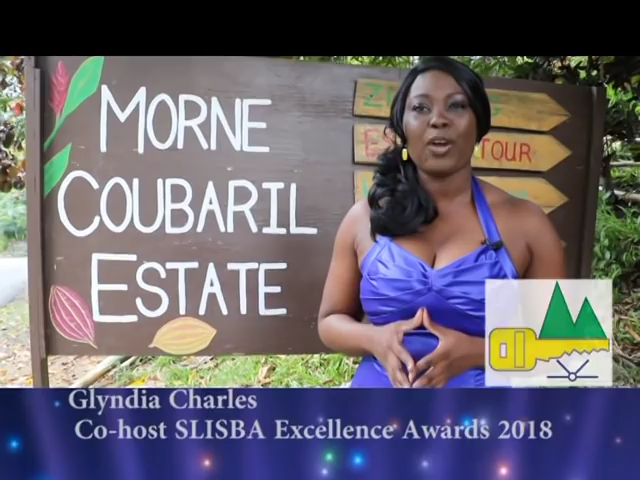 MORNE
COUBARIL
ESTATE
TOUR
Glyndia Charles
Co-host SLISBA Excellence Awards 2018